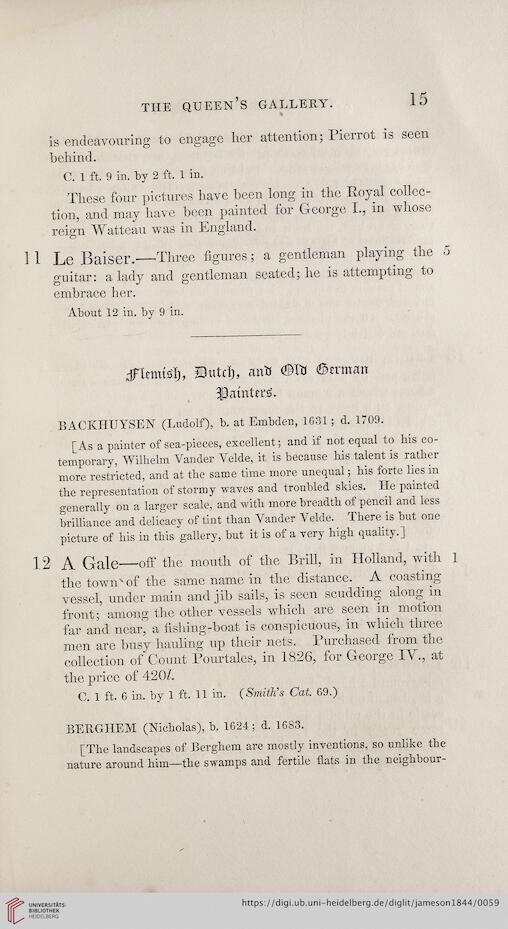 THE QUEEN'S GALLERY. 15
is endeavouring to engage her attention; Pierrot is seen
behind.
C. 1 ft. 9 in. by 2 ft. 1 in.
These four pictures have been long in the Royal collec-
tion, and may have been painted for George I., in whose
reign Watteau was in England.
11 Le Baiser.—Three figures; a gentleman playing the 5
guitar: a lady and gentleman seated; he is attempting to
embrace her.
About 12 in. by 9 in.
Flemish, Dutch, and Old German
Painters.
BACKHUYSEN (Ludolf), b. at Embden, 1631; d. 1709.
[As a painter of sea-pieces, excellent; and if not equal to his co-
temporary, Wilhelm Vander Velde, it is because his talent is rather
more restricted, and at the same time more unequal; his forte lies in
the representation of stormy waves and troubled skies. He painted
generally on a larger scale, and with more breadth of pencil and less
brilliance and delicacy of tint than Vander Velde. There is but one
picture of his in this gallery, but it is of a very high quality.]
12 A Gale—off the mouth of the Brill, in Holland, with 1
the town of the same name in the distance. A coasting
vessel, under main and jib sails, is seen scudding along in
front; among the other vessels which are seen in motion
far and near, a fishing-boat is conspicuous, in which three
men are busy hauling up their nets. Purchased from the
collection of Count Pourtales, in 1826, for George IV., at
the price of 420l.
C. 1 ft. 6 in. by 1 ft. 11 in. (Smith's Cat. 69.)
BERGHEM (Nicholas), b. 1624; d. 1683.
[The landscapes of Berghem are mostly inventions, so unlike the
nature around him—the swamps and fertile flats in the neighbour-
UNIVERSITÄTS-
BIBLIOTHEK
HEIDELBERG
https://digi.ub.uni-heidelberg.de/diglit/jameson1844/0059